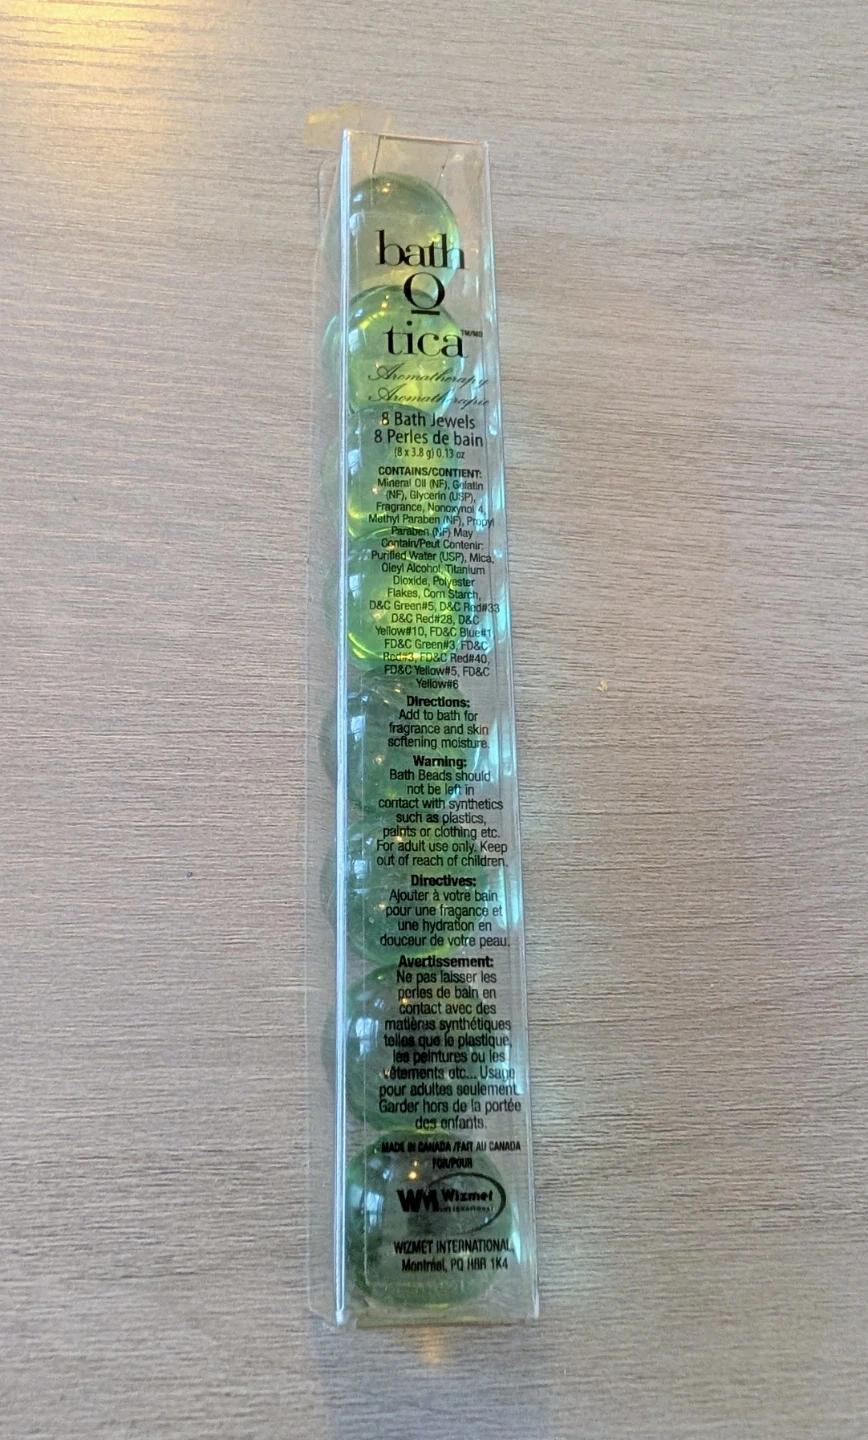 bath
O
tica™/MD
Aromatherapy
Aromathérapie
8 Bath Jewels
8 Perles de bain
(8 x 3.8 g) 0.13 oz
CONTAINS/CONTIENT:
Mineral Oil (NF), Gelatin
(NF), Glycerin (USP),
Fragrance, Nonoxynol 4,
Methyl Paraben (NF), Propyl
Paraben (NF) May
Contain/Peut Contenir:
Purified Water (USP), Mica,
Oleyl Alcohol, Titanium
Dioxide, Polyester
Flakes, Corn Starch,
D&C Green#5, D&C Red#33
D&C Red#28, D&C
Yellow#10, FD&C Blue#1
FD&C Green#3, FD&C
Red#3, FD&C Red#40,
FD&C Yellow#5, FD&C
Yellow#6
Directions:
Add to bath for
fragrance and skin
softening moisture.
Warning:
Bath Beads should
not be left in
contact with synthetics
such as plastics,
paints or clothing etc.
For adult use only. Keep
out of reach of children.
Directives:
Ajouter à votre bain
pour une fragance et
une hydration en
douceur de votre peau.
Avertissement:
Ne pas laisser les
perles de bain en
contact avec des
matières synthétiques
telles que le plastique,
les peintures ou les
vêtements etc... Usage
pour adultes seulement.
Garder hors de la portée
des enfants.
MADE IN CANADA /FAIT AU CANADA
FOR/POUR
WM Wizmet
INTERNATIONAL
WIZMET INTERNATIONAL,
Montréal, PQ H8R 1K4